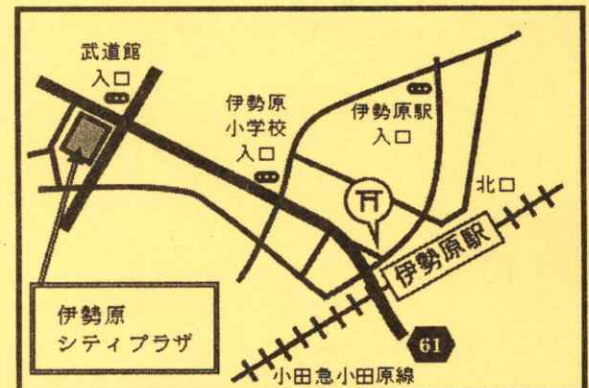 武道館
入口
伊勢原
小学校
入口
伊勢原駅
入口
北口
伊勢原駅
伊勢原
シティプラザ
61
小田急小田原線